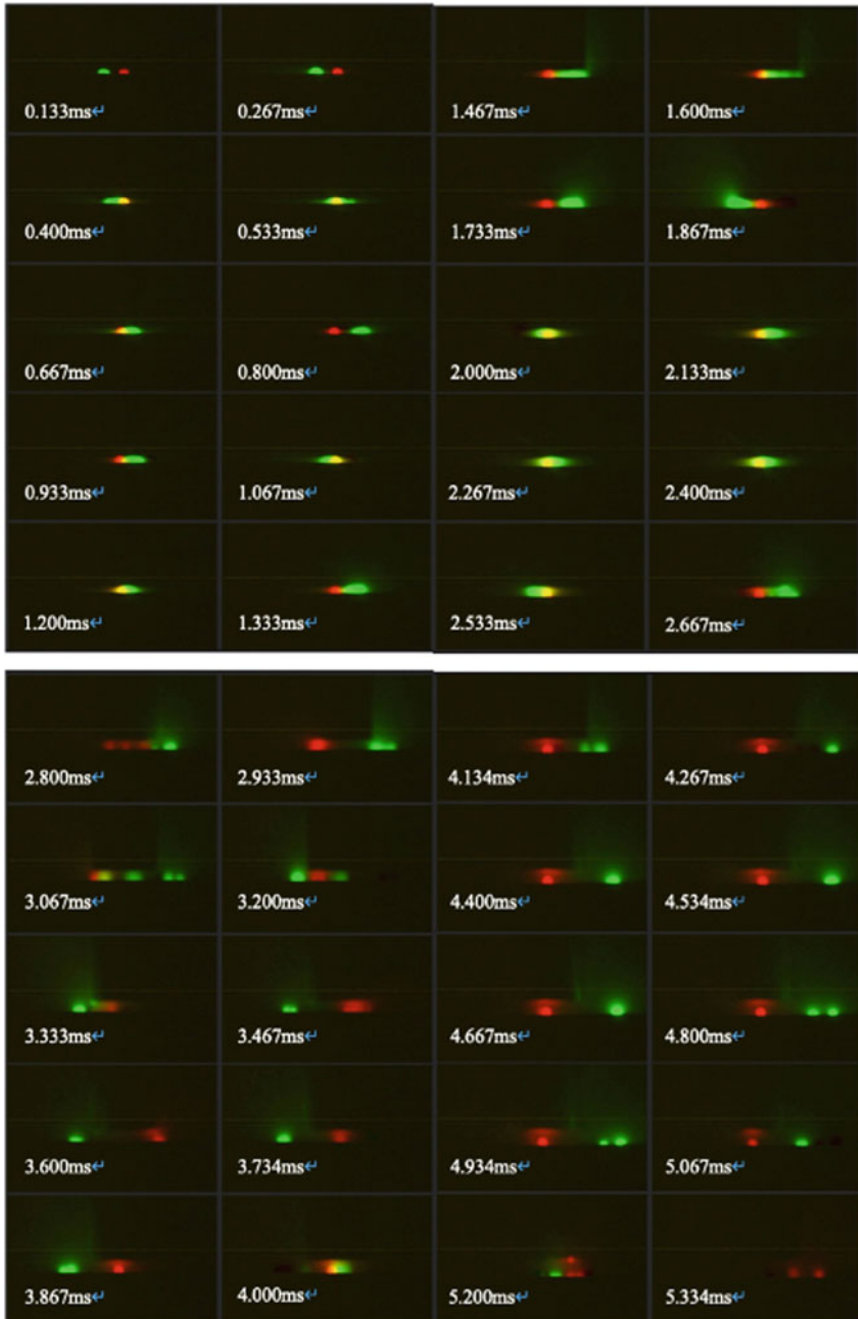 0.133ms↵ 0.267ms↵ 1.467ms↵ 1.600ms↵
0.400ms↵ 0.533ms↵ 1.733ms↵ 1.867ms↵
0.667ms↵ 0.800ms↵ 2.000ms↵ 2.133ms↵
0.933ms↵ 1.067ms↵ 2.267ms↵ 2.400ms↵
1.200ms↵ 1.333ms↵ 2.533ms↵ 2.667ms↵
2.800ms↵ 2.933ms↵ 4.134ms↵ 4.267ms↵
3.067ms↵ 3.200ms↵ 4.400ms↵ 4.534ms↵
3.333ms↵ 3.467ms↵ 4.667ms↵ 4.800ms↵
3.600ms↵ 3.734ms↵ 4.934ms↵ 5.067ms↵
3.867ms↵ 4.000ms↵ 5.200ms↵ 5.334ms↵